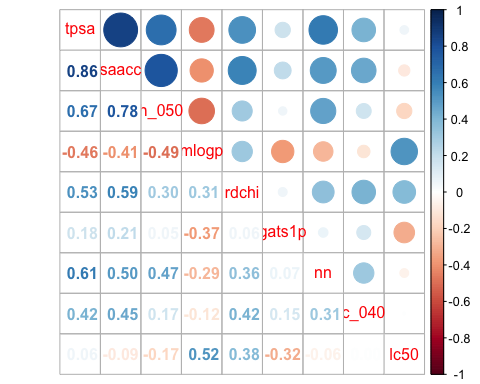 tpsa
0.86 saacc
0.67 0.78 h_050
-0.46 -0.41 -0.49 mlogp
0.53 0.59 0.30 0.31 rdchi
0.18 0.21 0.05 -0.37 0.06 gats1p
0.61 0.50 0.47 -0.29 0.36 0.07 nn
0.42 0.45 0.17 -0.12 0.42 0.15 0.31 c_040
0.06 -0.09 -0.17 0.52 0.38 -0.32 -0.06 lc50
1
0.8
0.6
0.4
0.2
0
-0.2
-0.4
-0.6
-0.8
-1